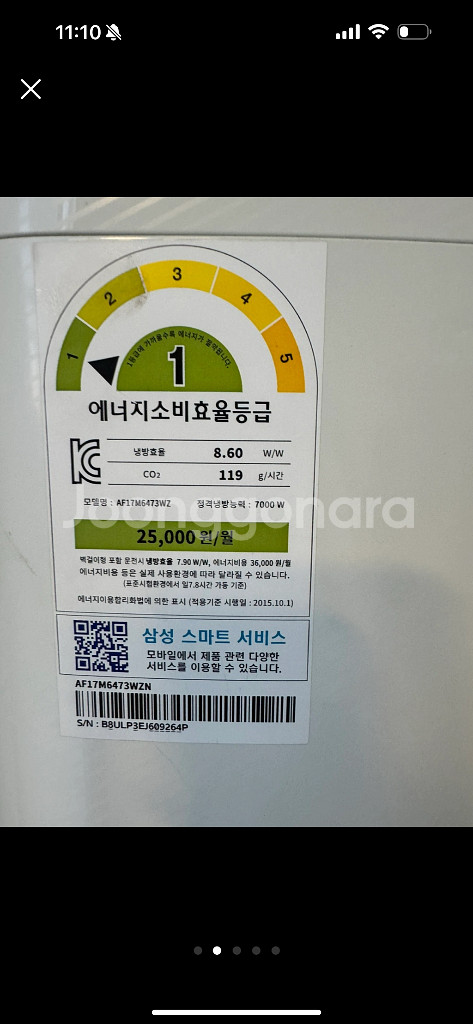 11:10
1 2 3 4 5
1등급에 가까울수록 에너지가 절약됩니다.
1
에너지소비효율등급
냉방효율 8.60 W/W
CO₂ 119 g/시간
모델명 : AF17M6473WZ 정격냉방능력 : 7000 W
Joonggonara
25,000 원/월
벽걸이형 포함 운전시 냉방효율 7.90 W/W, 에너지비용 36,000 원/월
에너지비용 등은 실제 사용환경에 따라 달라질 수 있습니다.
(표준시험환경에서 일7.8시간 가동 기준)
에너지이용합리화법에 의한 표시 (적용기준 시행일 : 2015.10.1)
삼성 스마트 서비스
모바일에서 제품 관련 다양한
서비스를 이용할 수 있습니다.
AF17M6473WZN
S/N : B8ULP3EJ609264P